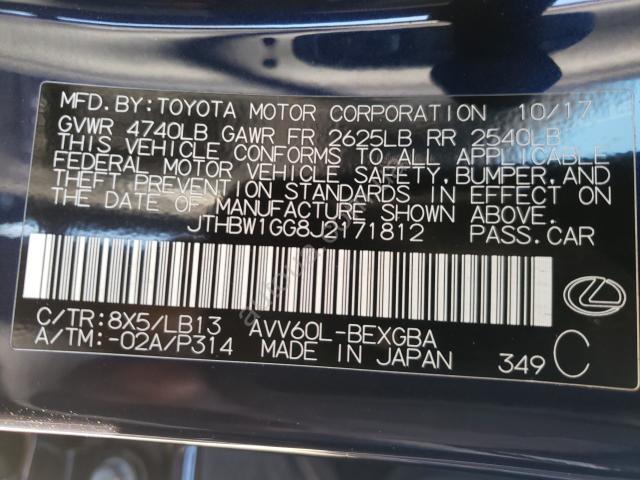 MFD.BY:TOYOTA MOTOR CORPORATION 10/17
GVWR 4740LB GAWR FR 2625LB RR 2540LB
THIS VEHICLE CONFORMS TO ALL APPLICABLE
FEDERAL MOTOR VEHICLE SAFETY,BUMPER,AND
THEFT PREVENTION STANDARDS IN EFFECT ON
THE DATE OF MANUFACTURE SHOWN ABOVE.
JTHBW1GG8J2171812 PASS.CAR
C/TR:8X5/LB13 AVV60L-BEXGBA
A/TM:-02A/P314 MADE IN JAPAN 349 C